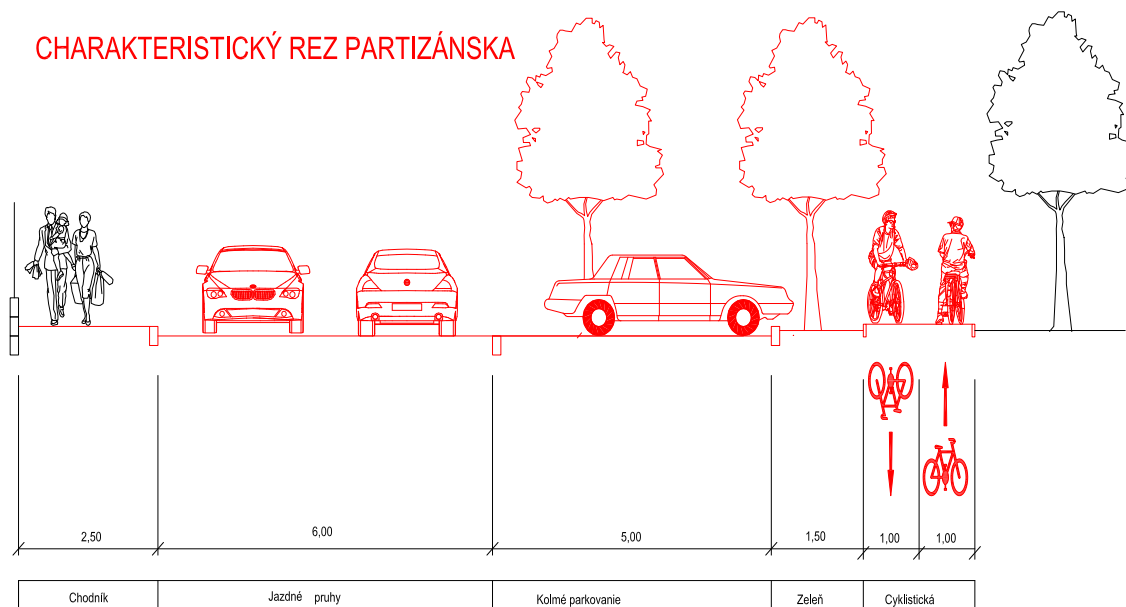 CHARAKTERISTICKÝ REZ PARTIZÁNSKA
2,50 6,00 5,00 1,50 1,00 1,00
Chodník Jazdné pruhy Kolmé parkovanie Zeleň Cyklistická